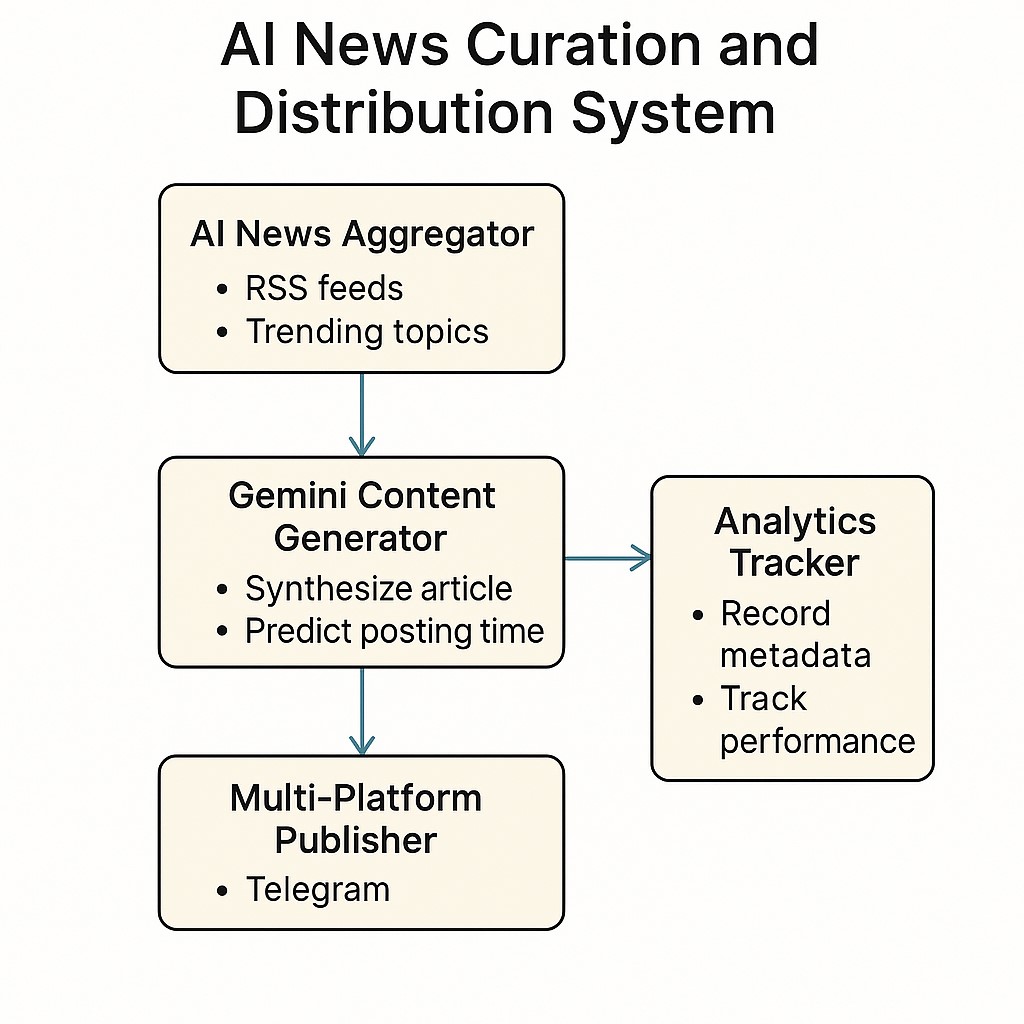 AI News Curation and
Distribution System
AI News Aggregator
• RSS feeds
• Trending topics
Gemini Content
Generator
• Synthesize article
• Predict posting time
Analytics
Tracker
• Record
metadata
• Track
performance
Multi-Platform
Publisher
• Telegram